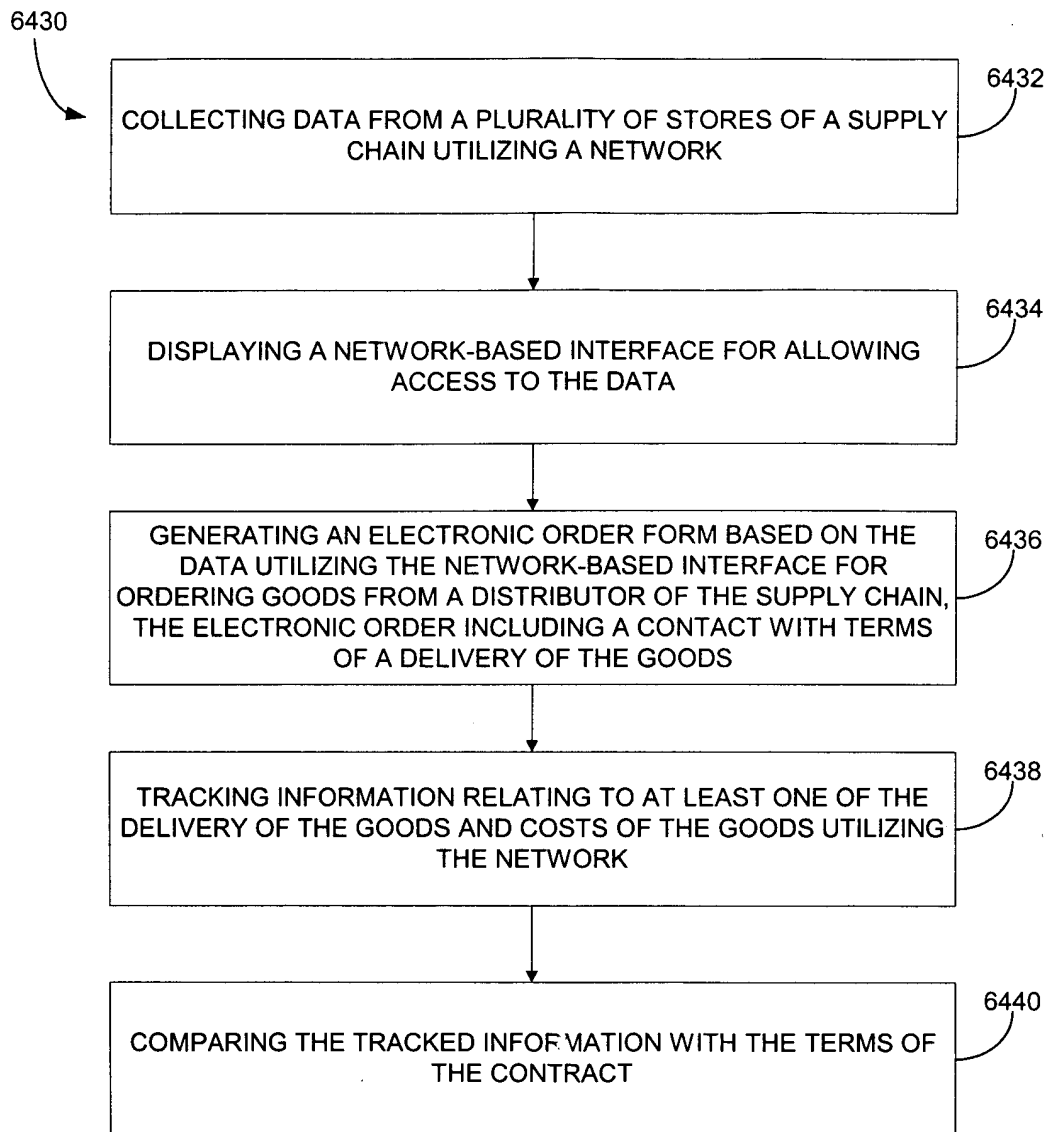 6430
6432
COLLECTING DATA FROM A PLURALITY OF STORES OF A SUPPLY
CHAIN UTILIZING A NETWORK
6434
DISPLAYING A NETWORK-BASED INTERFACE FOR ALLOWING
ACCESS TO THE DATA
6436
GENERATING AN ELECTRONIC ORDER FORM BASED ON THE
DATA UTILIZING THE NETWORK-BASED INTERFACE FOR
ORDERING GOODS FROM A DISTRIBUTOR OF THE SUPPLY CHAIN,
THE ELECTRONIC ORDER INCLUDING A CONTACT WITH TERMS
OF A DELIVERY OF THE GOODS
6438
TRACKING INFORMATION RELATING TO AT LEAST ONE OF THE
DELIVERY OF THE GOODS AND COSTS OF THE GOODS UTILIZING
THE NETWORK
6440
COMPARING THE TRACKED INFORMATION WITH THE TERMS OF
THE CONTRACT